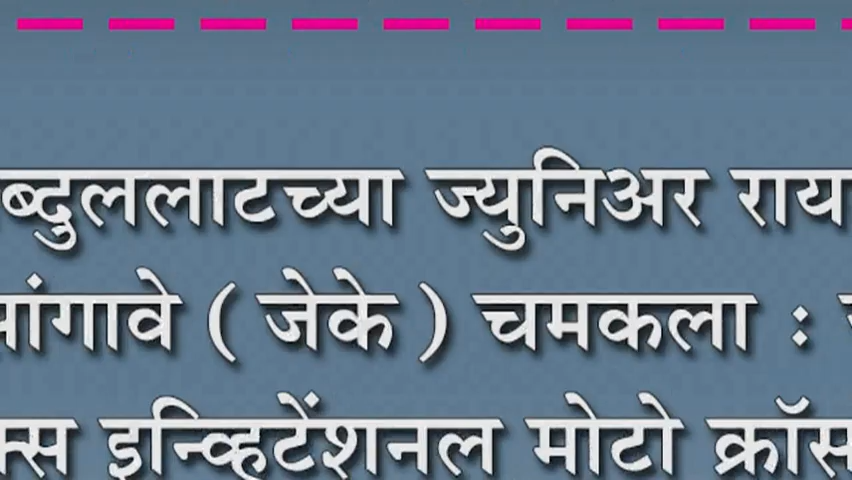 ब्दुललाटच्या ज्युनिअर राय
ांगावे ( जेके ) चमकला :
क्स इन्व्हिटेंशनल मोटो क्रॉस